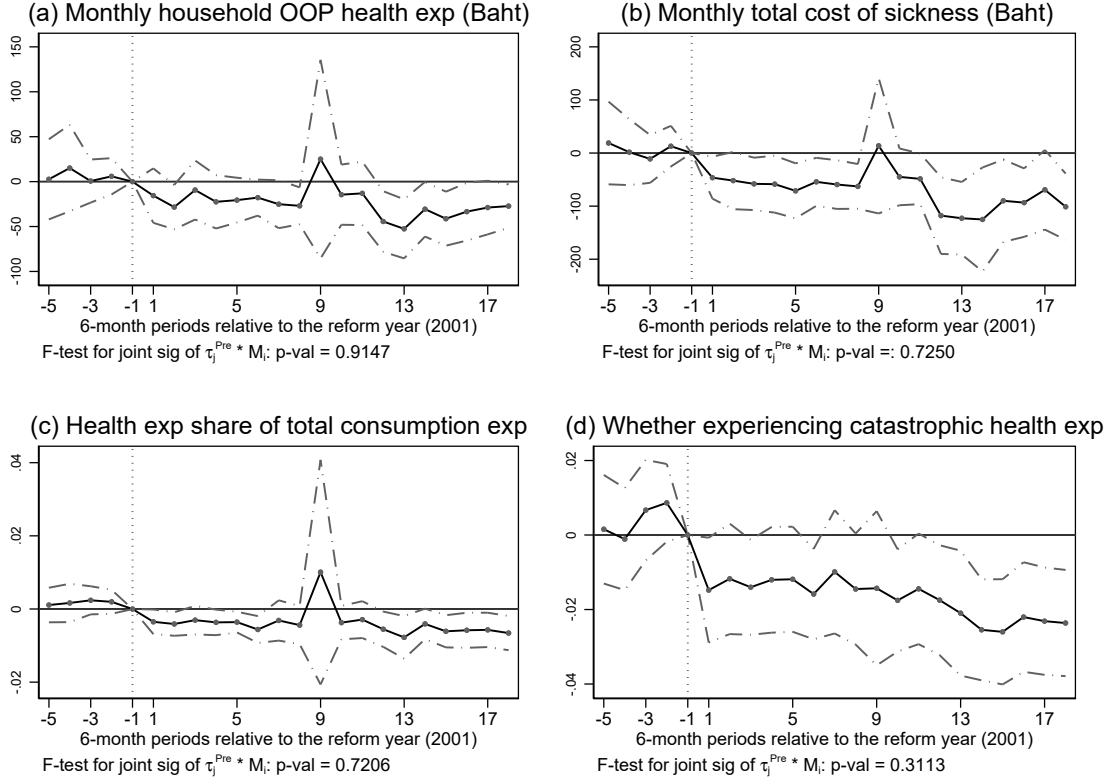 (a) Monthly household OOP health exp (Baht)
150
100
50
0
-50
-100
-5 -3 -1 1 5 9 13 17
6-month periods relative to the reform year (2001)
F-test for joint sig of τⱼᴾʳᵉ * Mᵢ: p-val = 0.9147
(b) Monthly total cost of sickness (Baht)
200
100
0
-100
-200
-5 -3 -1 1 5 9 13 17
6-month periods relative to the reform year (2001)
F-test for joint sig of τⱼᴾʳᵉ * Mᵢ: p-val =: 0.7250
(c) Health exp share of total consumption exp
.04
.02
0
-.02
-5 -3 -1 1 5 9 13 17
6-month periods relative to the reform year (2001)
F-test for joint sig of τⱼᴾʳᵉ * Mᵢ: p-val = 0.7206
(d) Whether experiencing catastrophic health exp
.02
0
-.02
-.04
-5 -3 -1 1 5 9 13 17
6-month periods relative to the reform year (2001)
F-test for joint sig of τⱼᴾʳᵉ * Mᵢ: p-val = 0.3113